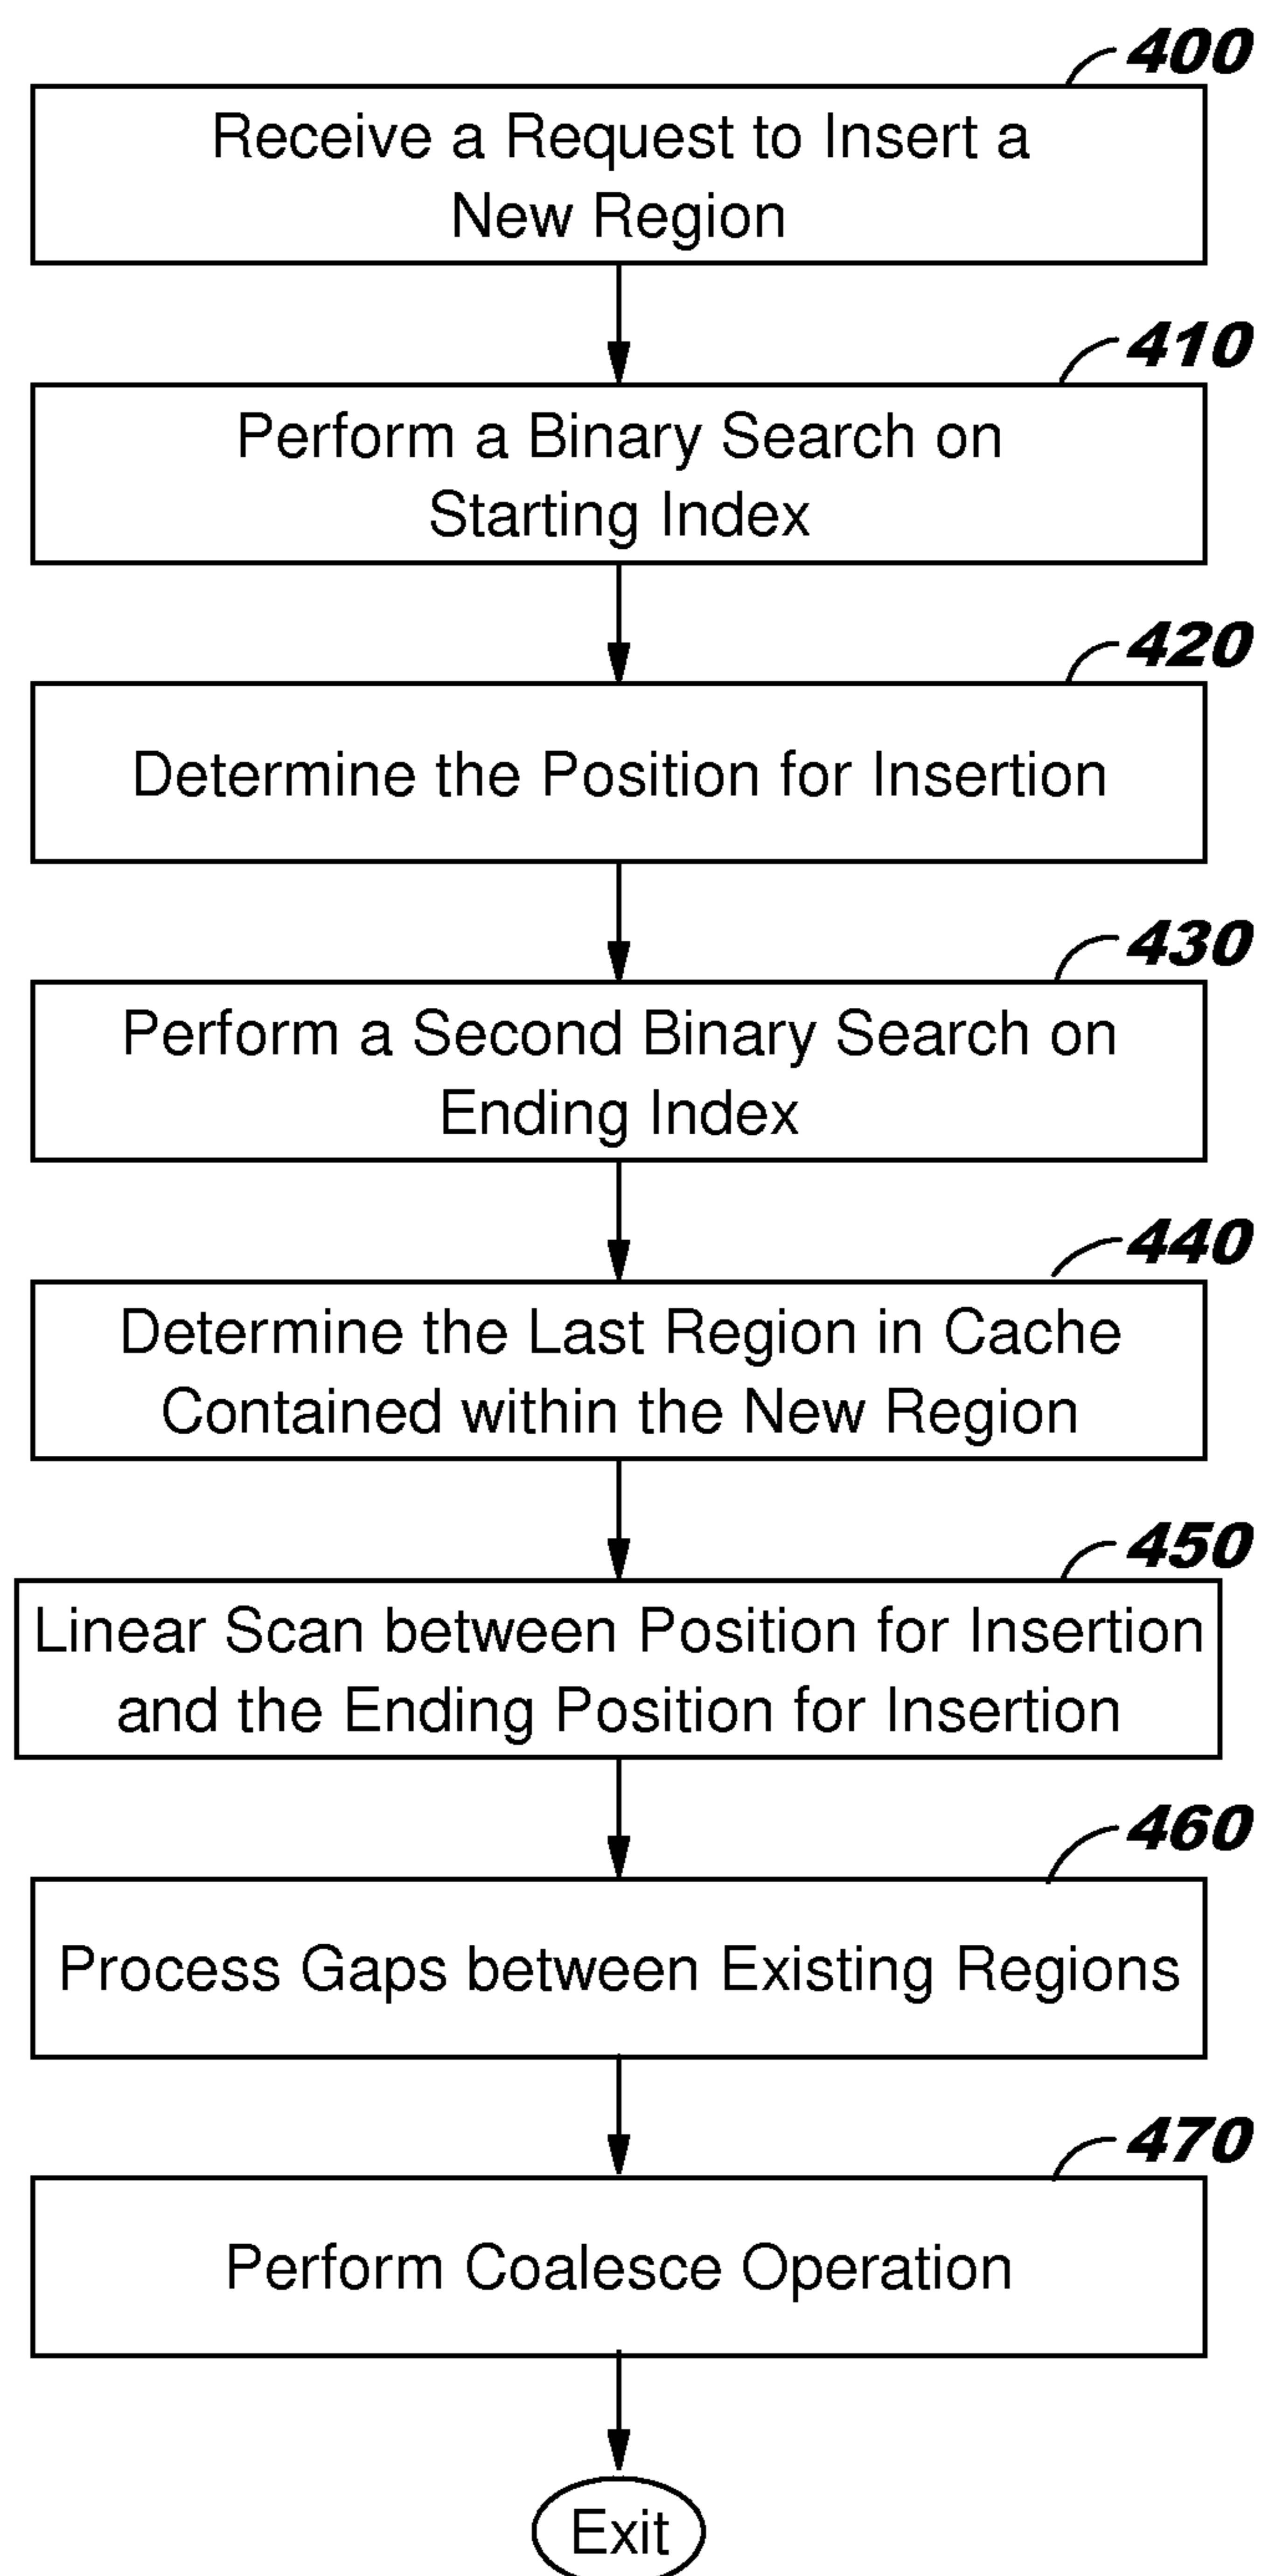 400
Receive a Request to Insert a
New Region
410
Perform a Binary Search on
Starting Index
420
Determine the Position for Insertion
430
Perform a Second Binary Search on
Ending Index
440
Determine the Last Region in Cache
Contained within the New Region
450
Linear Scan between Position for Insertion
and the Ending Position for Insertion
460
Process Gaps between Existing Regions
470
Perform Coalesce Operation
Exit